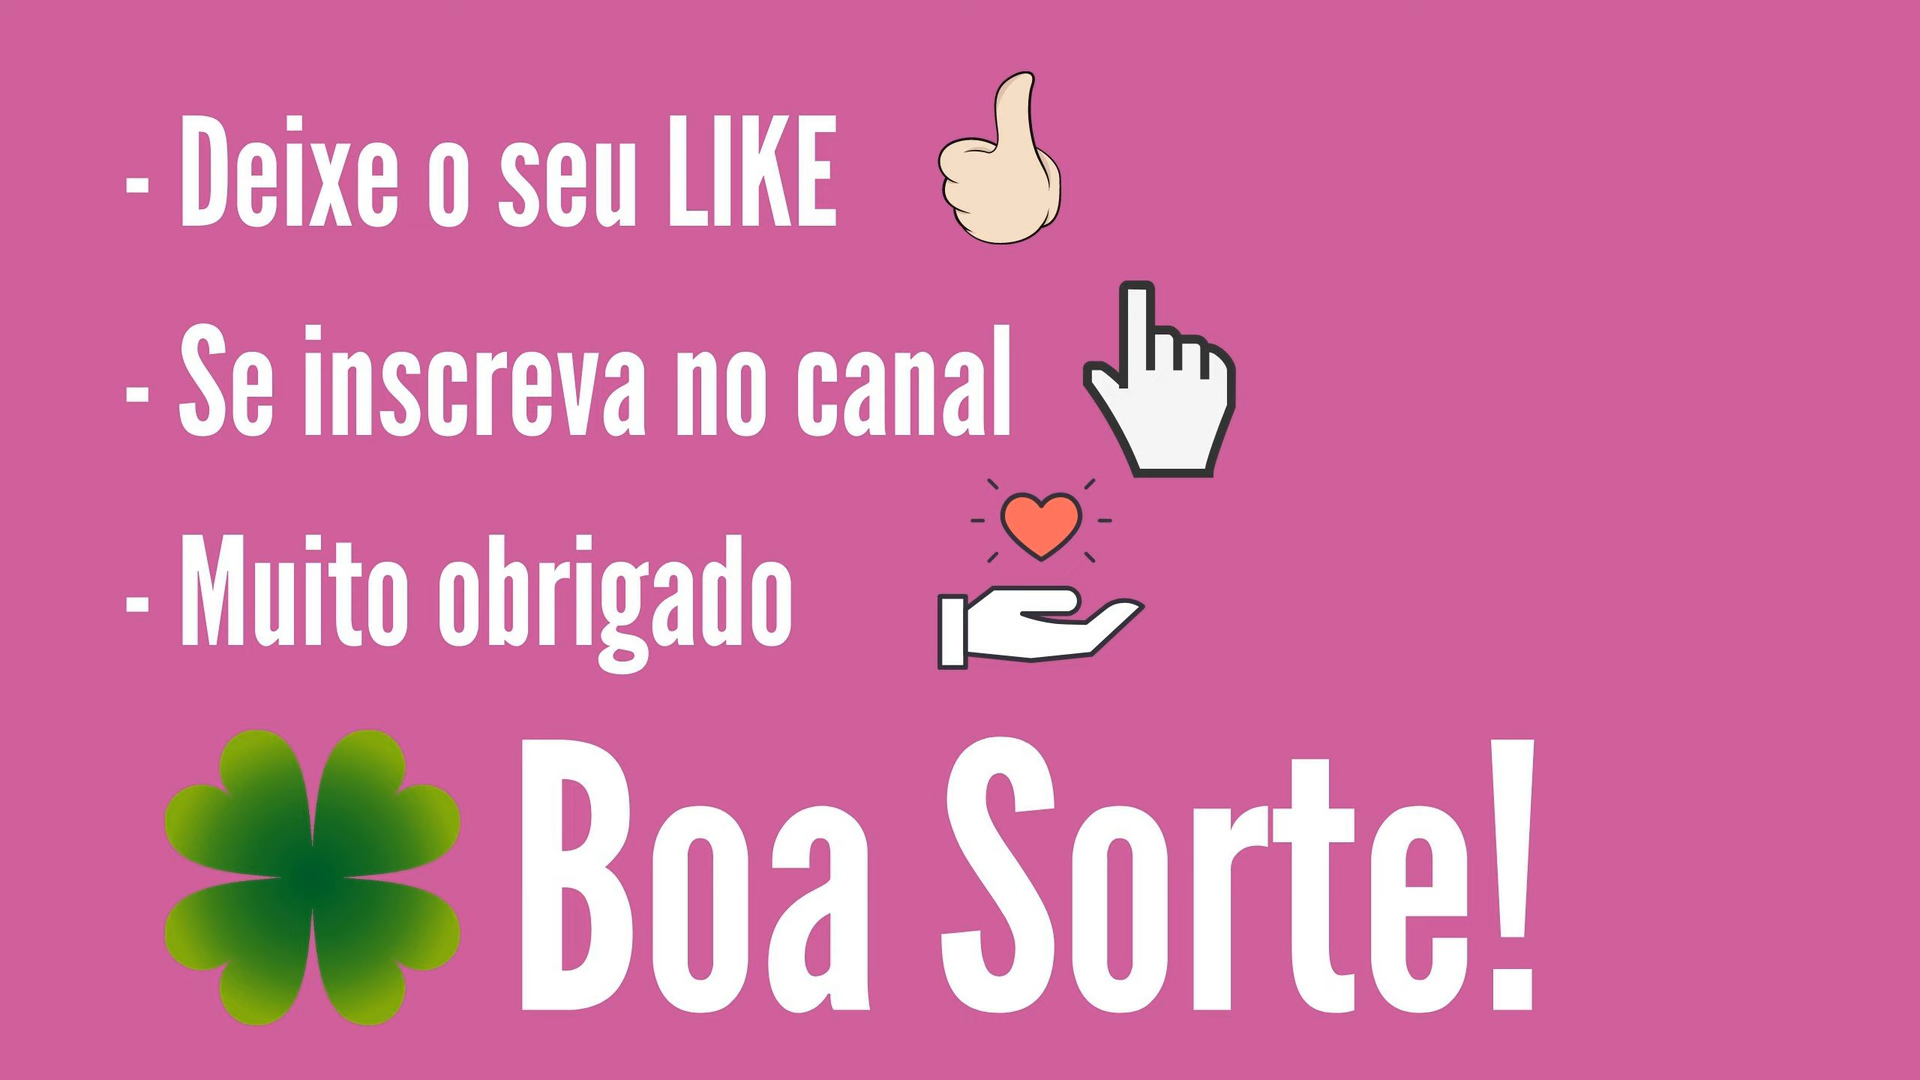 - Deixe o seu LIKE
- Se inscreva no canal
- Muito obrigado
Boa Sorte!